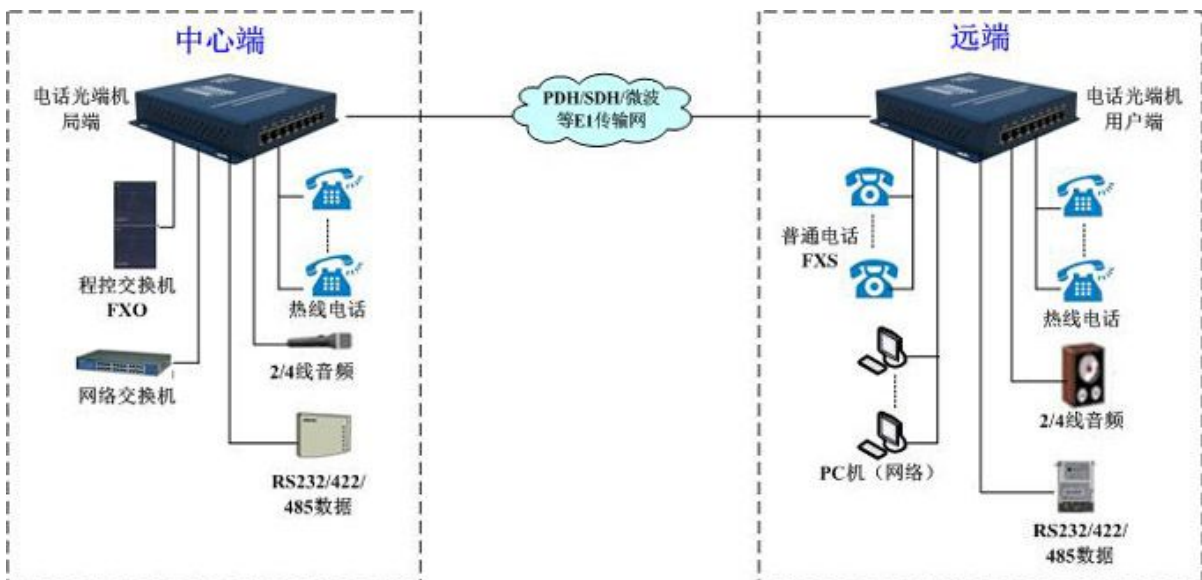 中心端
电话光端机
局端
程控交换机
FXO
网络交换机
热线电话
2/4线音频
RS232/422/
485数据
PDH/SDH/微波
等E1传输网
远端
电话光端机
用户端
普通电话
FXS
热线电话
PC机（网络）
2/4线音频
RS232/422/
485数据